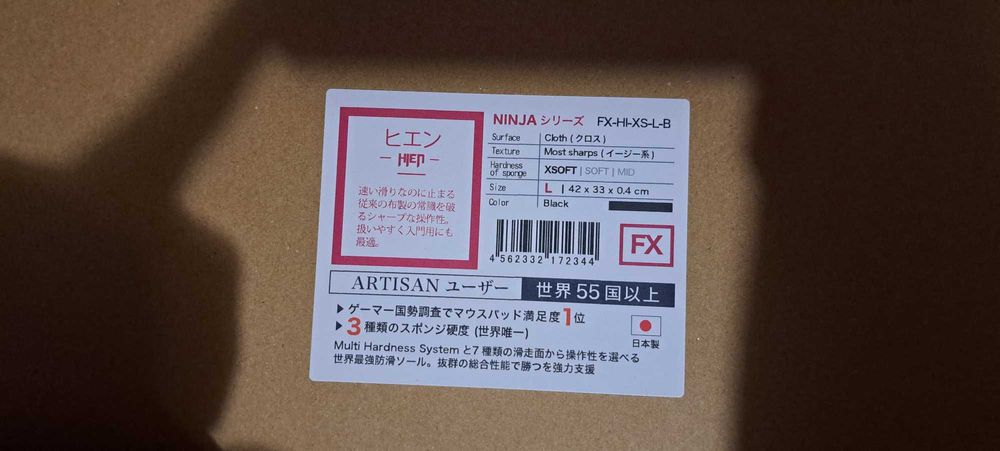 ヒエン
HIEN
速い滑りなのに止まる
従来の布製の常識を破
るシャープな操作性。
扱いやすく入門用にも
最適。
NINJA シリーズ FX-HI-XS-L-B
Surface Cloth (クロス)
Texture Most sharps (イージー系)
Hardness of sponge XSOFT | SOFT | MID
Size L | 42 x 33 x 0.4 cm
Color Black
4 562332 172344
FX
ARTISAN ユーザー 世界 55 国以上
▶ ゲーマー国勢調査でマウスパッド満足度1位
▶ 3 種類のスポンジ硬度 (世界唯一)
日本製
Multi Hardness System と7 種類の滑走面から操作性を選べる
世界最強防滑ソール。抜群の総合性能で勝つを強力支援